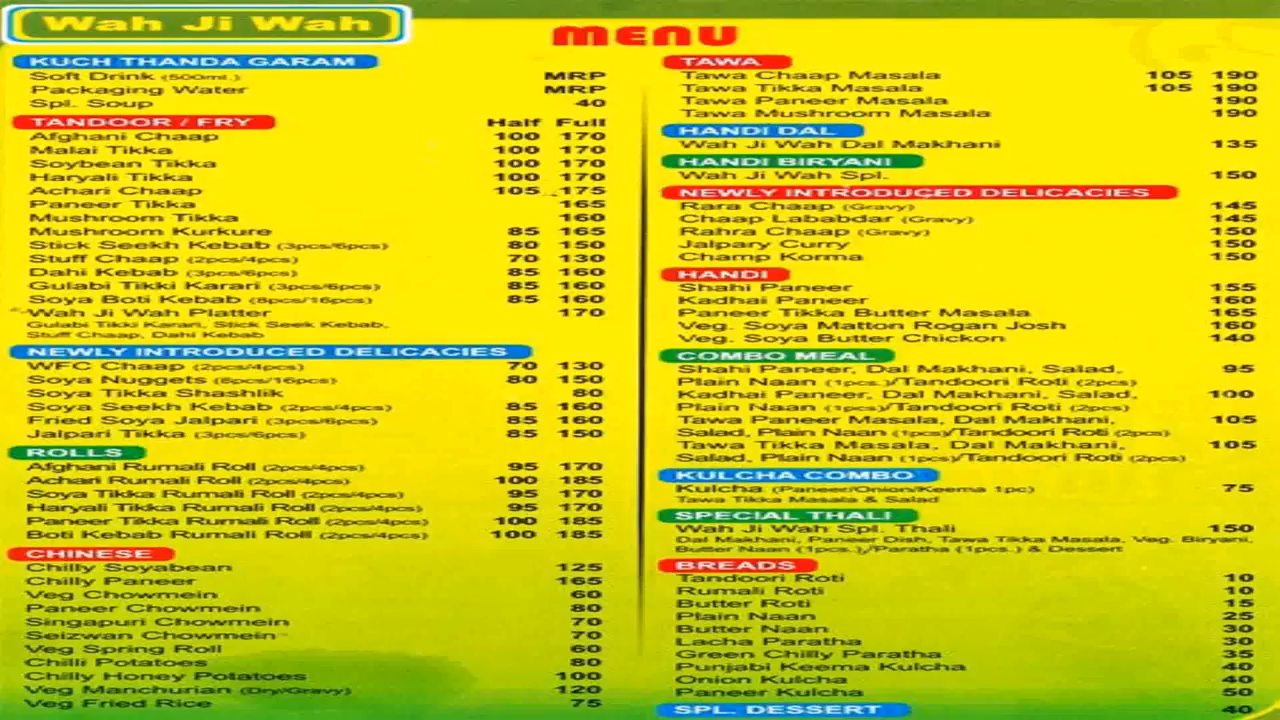 Wah Ji Wah
MENU
KUCH THANDA GARAM
Soft Drink (500ml.) MRP
Packaging Water MRP
Spl. Soup 40
TANDOOR / FRY Half Full
Afghani Chaap 100 170
Malai Tikka 100 170
Soybean Tikka 100 170
Haryali Tikka 100 170
Achari Chaap 105 175
Paneer Tikka 165
Mushroom Tikka 160
Mushroom Kurkure 85 165
Stick Seekh Kebab (3pcs/6pcs) 80 150
Stuff Chaap (2pcs/4pcs) 70 130
Dahi Kebab (3pcs/6pcs) 85 160
Gulabi Tikki Karari (3pcs/6pcs) 85 160
Soya Boti Kebab (8pcs/16pcs) 85 160
Wah Ji Wah Platter 170
Gulabi Tikki Karari, Stick Seek Kebab,
Stuff Chaap, Dahi Kebab
NEWLY INTRODUCED DELICACIES
WFC Chaap (2pcs/4pcs) 70 130
Soya Nuggets (8pcs/16pcs) 80 150
Soya Tikka Shashlik 80
Soya Seekh Kebab (2pcs/4pcs) 85 160
Fried Soya Jalpari (3pcs/6pcs) 85 160
Jalpari Tikka (3pcs/6pcs) 85 150
ROLLS
Afghani Rumali Roll (2pcs/4pcs) 95 170
Achari Rumali Roll (2pcs/4pcs) 100 185
Soya Tikka Rumali Roll (2pcs/4pcs) 95 170
Haryali Tikka Rumali Roll (2pcs/4pcs) 95 170
Paneer Tikka Rumali Roll (2pcs/4pcs) 100 185
Boti Kebab Rumali Roll (2pcs/4pcs) 100 185
CHINESE
Chilly Soyabean 125
Chilly Paneer 165
Veg Chowmein 60
Paneer Chowmein 80
Singapuri Chowmein 70
Seizwan Chowmein 70
Veg Spring Roll 60
Chilli Potatoes 80
Chilly Honey Potatoes 100
Veg Manchurian (Dry/Gravy) 120
Veg Fried Rice 75
TAWA
Tawa Chaap Masala 105 190
Tawa Tikka Masala 105 190
Tawa Paneer Masala 190
Tawa Mushroom Masala 190
HANDI DAL
Wah Ji Wah Dal Makhani 135
HANDI BIRYANI
Wah Ji Wah Spl. 150
NEWLY INTRODUCED DELICACIES
Rara Chaap (Gravy) 145
Chaap Lababdar (Gravy) 145
Rahra Chaap (Gravy) 150
Jalpary Curry 150
Champ Korma 150
HANDI
Shahi Paneer 155
Kadhai Paneer 160
Paneer Tikka Butter Masala 165
Veg. Soya Matton Rogan Josh 160
Veg. Soya Butter Chickon 140
COMBO MEAL
Shahi Paneer, Dal Makhani, Salad, 95
Plain Naan (1pcs.)/Tandoori Roti (2pcs)
Kadhai Paneer, Dal Makhani, Salad, 100
Plain Naan (1pcs)/Tandoori Roti (2pcs)
Tawa Paneer Masala, Dal Makhani, 105
Salad, Plain Naan (1pcs)/Tandoori Roti (2pcs)
Tawa Tikka Masala, Dal Makhani, 105
Salad, Plain Naan (1pcs)/Tandoori Roti (2pcs)
KULCHA COMBO
Kulcha (Paneer/Onion/Keema 1pc) 75
Tawa Tikka Masala & Salad
SPECIAL THALI
Wah Ji Wah Spl. Thali 150
Dal Makhani, Paneer Dish, Tawa Tikka Masala, Veg. Biryani,
Butter Naan (1pcs.)/Paratha (1pcs.) & Dessert
BREADS
Tandoori Roti 10
Rumali Roti 10
Butter Roti 15
Plain Naan 25
Butter Naan 30
Lacha Paratha 30
Green Chilly Paratha 35
Punjabi Keema Kulcha 40
Onion Kulcha 40
Paneer Kulcha 50
SPL. DESSERT 40